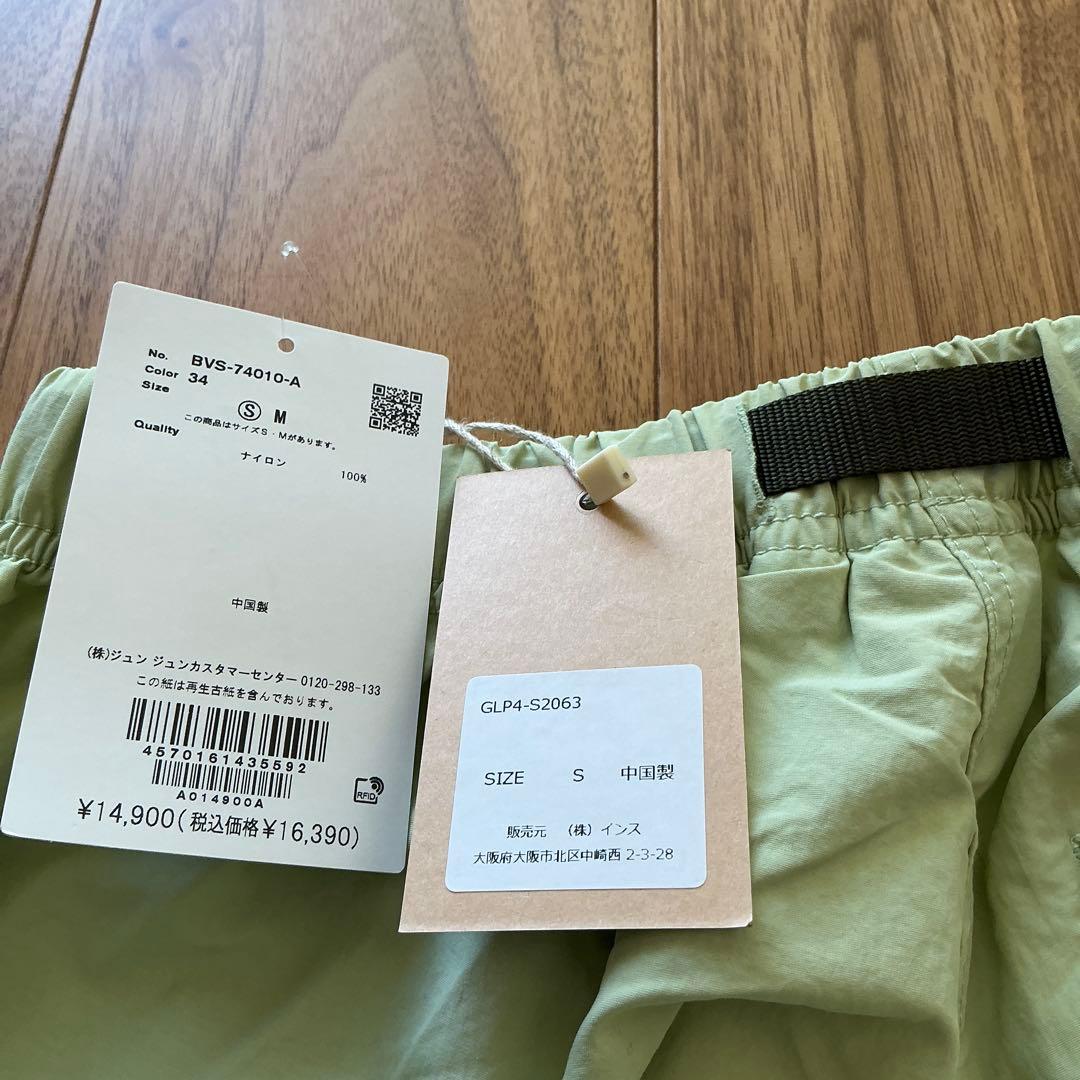 No. BVS-74010-A
Color 34
Size Ⓢ M
この商品はサイズS・Mがあります。
Quality
ナイロン 100%
中国製
(株)ジュン ジュンカスタマーセンター 0120-298-133
この紙は再生古紙を含んでおります。
4570161435592
A014900A
RFID
¥14,900(税込価格¥16,390)
GLP4-S2063
SIZE S 中国製
販売元 (株) インス
大阪府大阪市北区中崎西 2-3-28